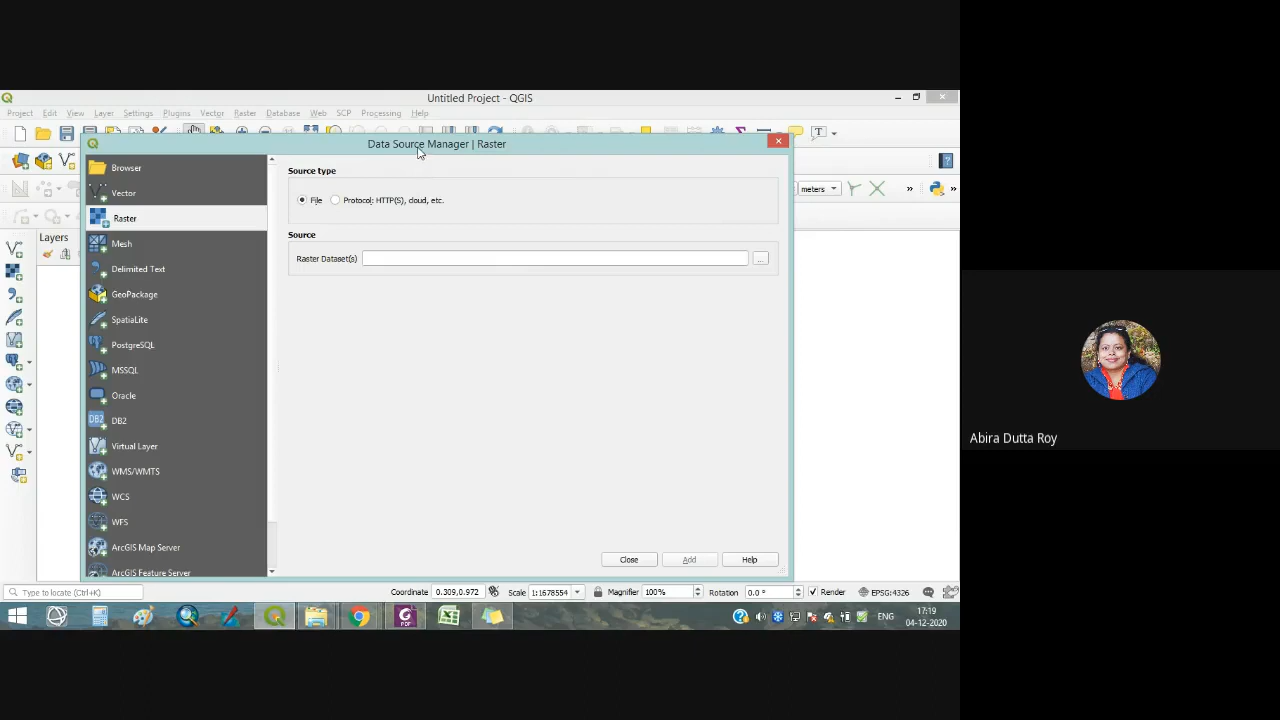 Untitled Project - QGIS
Project Edit View Layer Settings Plugins Vector Raster Database Web SCP Processing Help
Data Source Manager | Raster
meters
Layers
Browser
Vector
Raster
Mesh
Delimited Text
GeoPackage
SpatiaLite
PostgreSQL
MSSQL
Oracle
DB2
Virtual Layer
WMS/WMTS
WCS
WFS
ArcGIS Map Server
ArcGIS Feature Server
Source type
File Protocol: HTTP(S), cloud, etc.
Source
Raster Dataset(s) ...
Close Add Help
Type to locate (Ctrl+K) Coordinate 0.309,0.972 Scale 1:1678554 Magnifier 100% Rotation 0.0 ° Render EPSG:4326
ENG 17:19
04-12-2020
Abira Dutta Roy